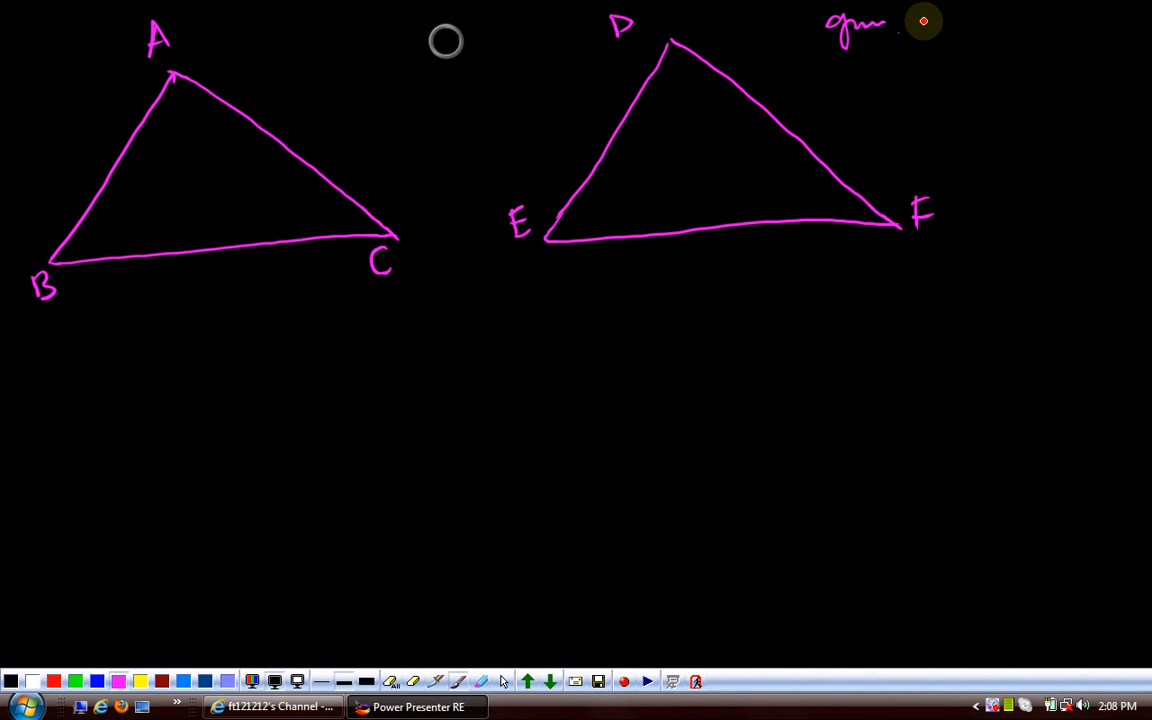 A
D
B
C
E
F
ft121212's Channel -...
Power Presenter RE
2:08 PM